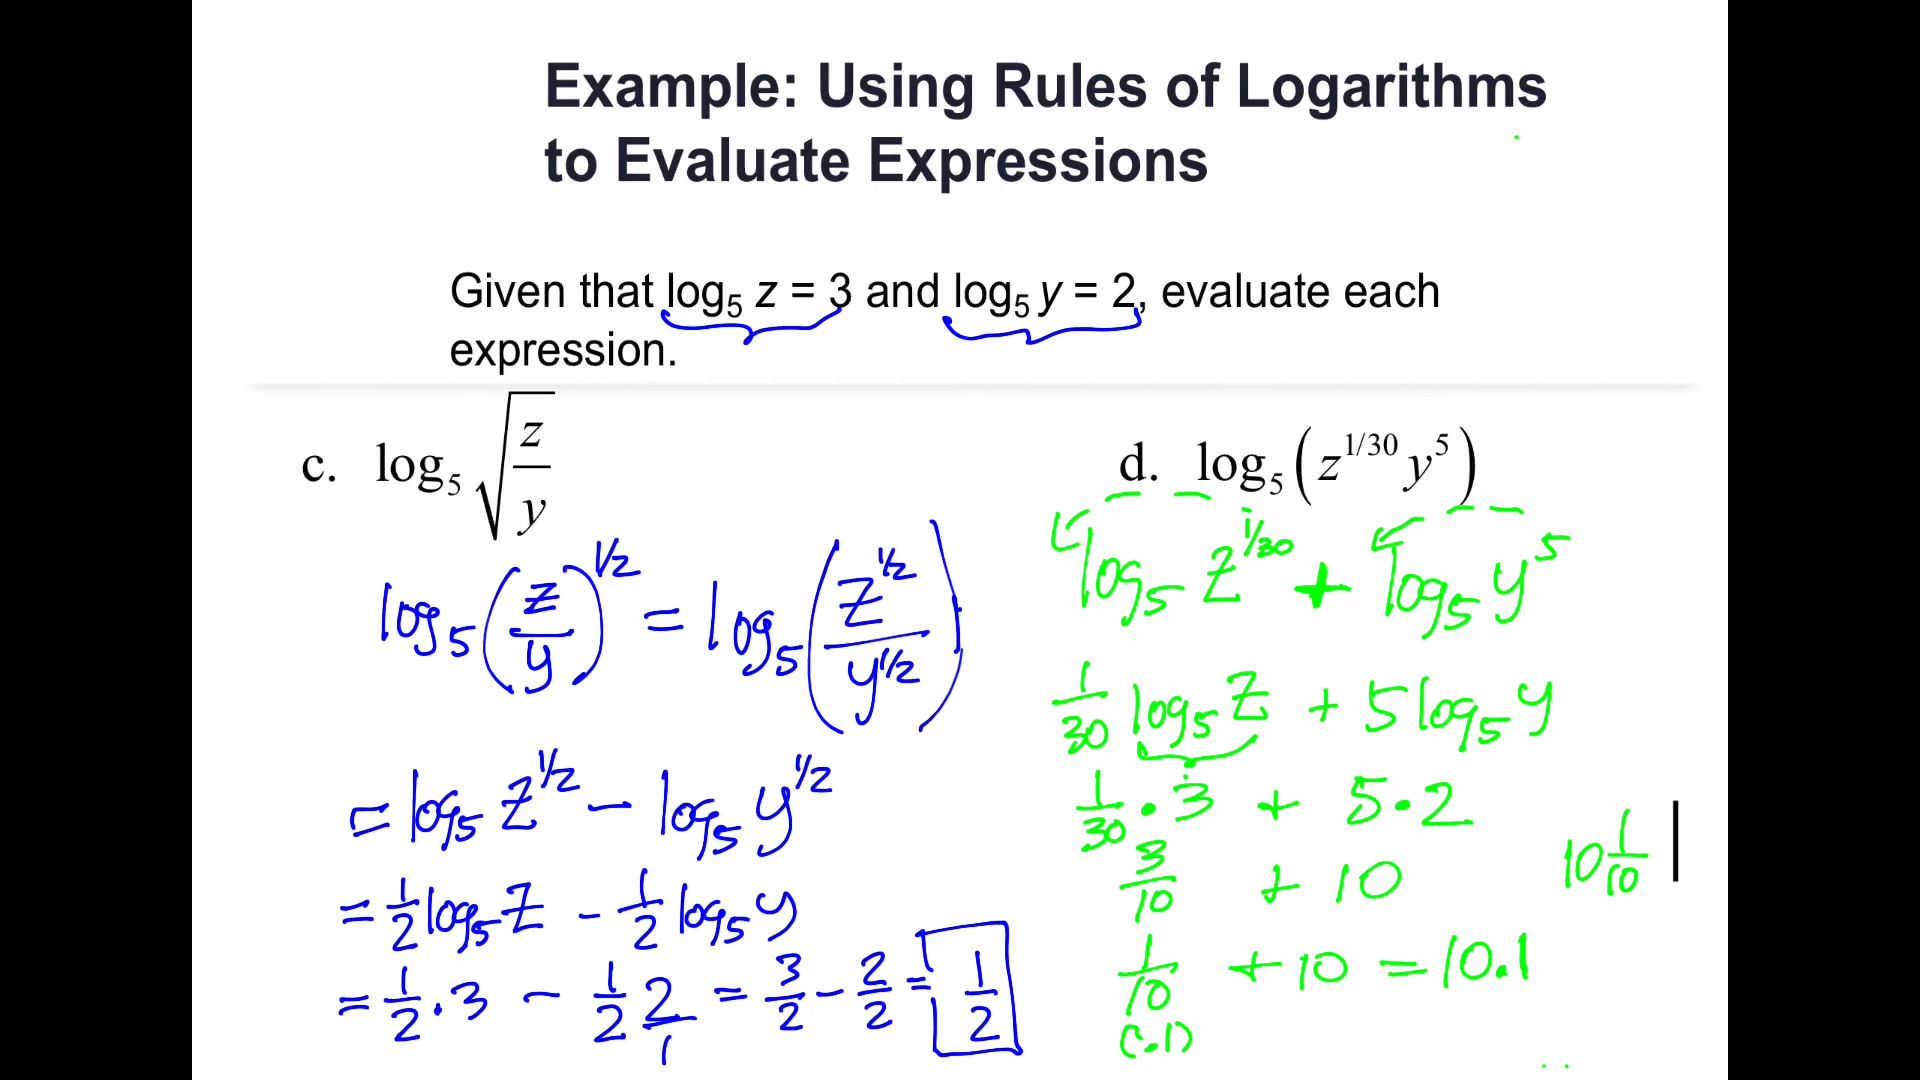 Example: Using Rules of Logarithms
to Evaluate Expressions
Given that log₅ z = 3 and log₅ y = 2, evaluate each
expression.
c. log₅ √(z/y)
log₅ (z/y)^1/2 = log₅ (z^1/2 / y^1/2)
= log₅ z^1/2 − log₅ y^1/2
= 1/2 log₅ z − 1/2 log₅ y
= 1/2 · 3 − 1/2 2/1 = 3/2 − 2/2 = 1/2
d. log₅ (z^1/30 y^5)
log₅ z^1/30 + log₅ y^5
1/30 log₅ z + 5 log₅ y
1/30 · 3 + 5 · 2
3/10 + 10
10 1/10
1/10 + 10 = 10.1
(.1)